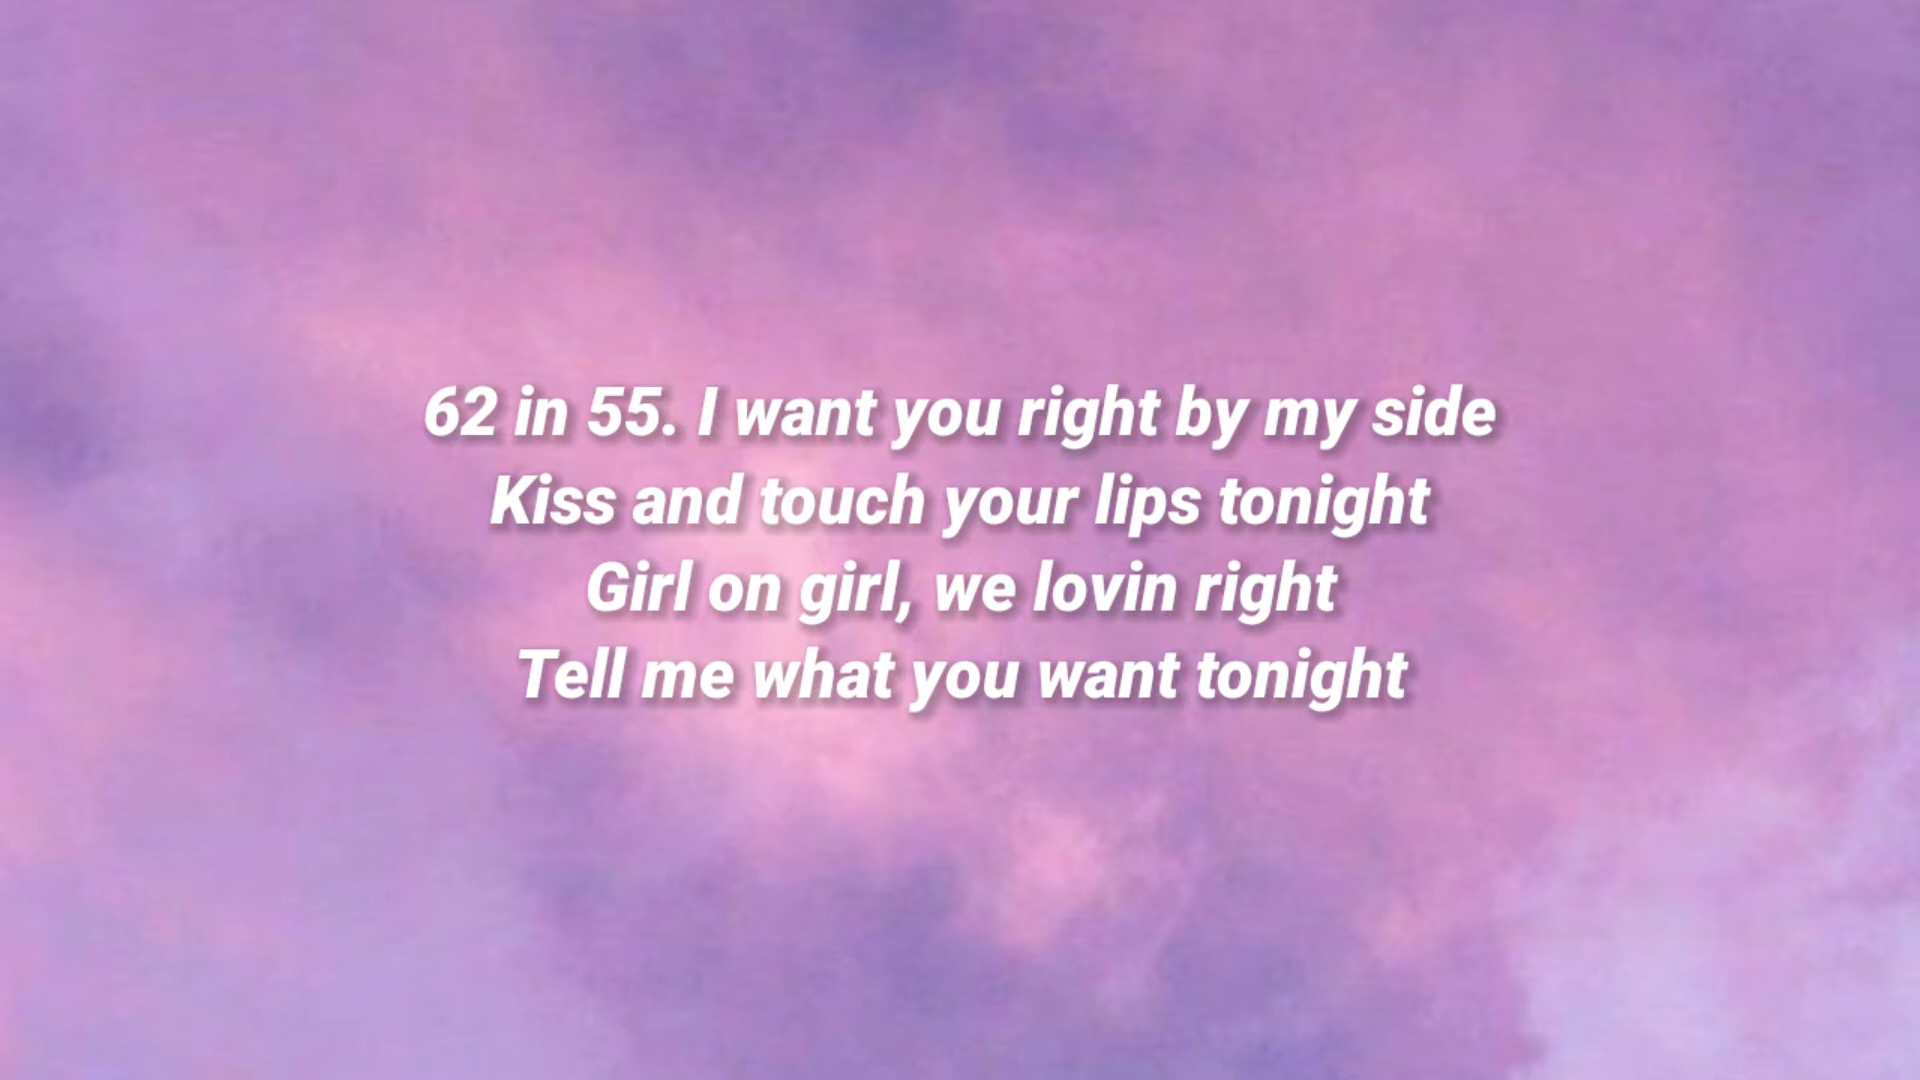 62 in 55. I want you right by my side
Kiss and touch your lips tonight
Girl on girl, we lovin right
Tell me what you want tonight